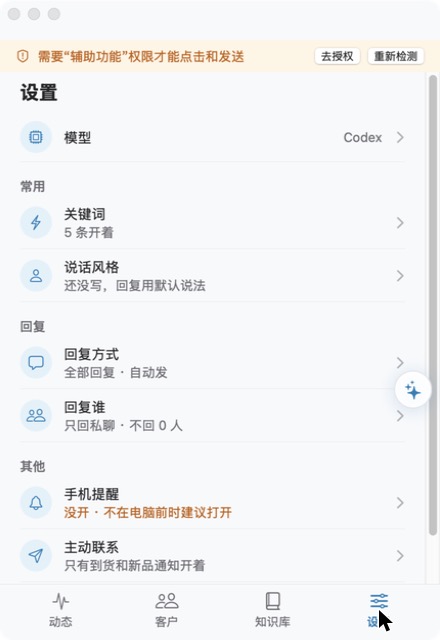 需要“辅助功能”权限才能点击和发送
去授权
重新检测
设置
模型
Codex
常用
关键词
5 条开着
说话风格
还没写，回复用默认说法
回复
回复方式
全部回复 · 自动发
回复谁
只回私聊 · 不回 0 人
其他
手机提醒
没开 · 不在电脑前时建议打开
主动联系
只有到货和新品通知开着
动态
客户
知识库
设